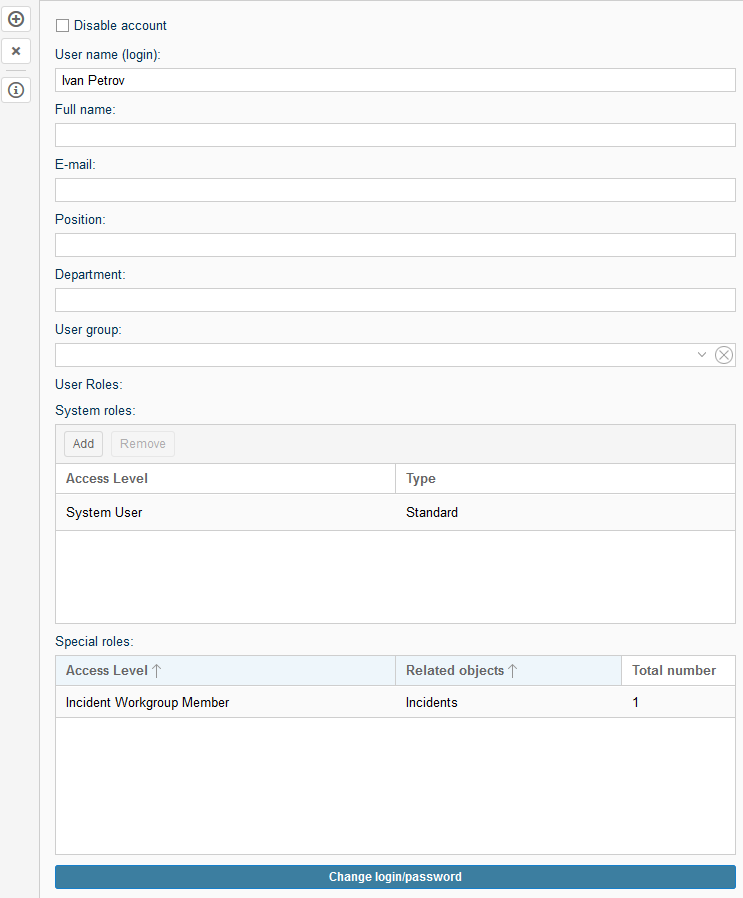 Disable account
User name (login):
Ivan Petrov
Full name:
E-mail:
Position:
Department:
User group:
User Roles:
System roles:
Add Remove
Access Level Type
System User Standard
Special roles:
Access Level Related objects Total number
Incident Workgroup Member Incidents 1
Change login/password